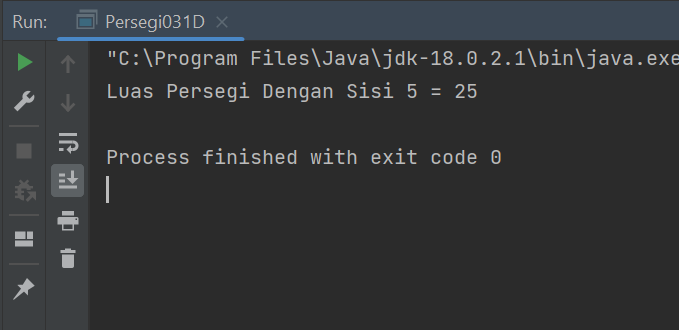 Run: Persegi031D
"C:\Program Files\Java\jdk-18.0.2.1\bin\java.exe
Luas Persegi Dengan Sisi 5 = 25
Process finished with exit code 0